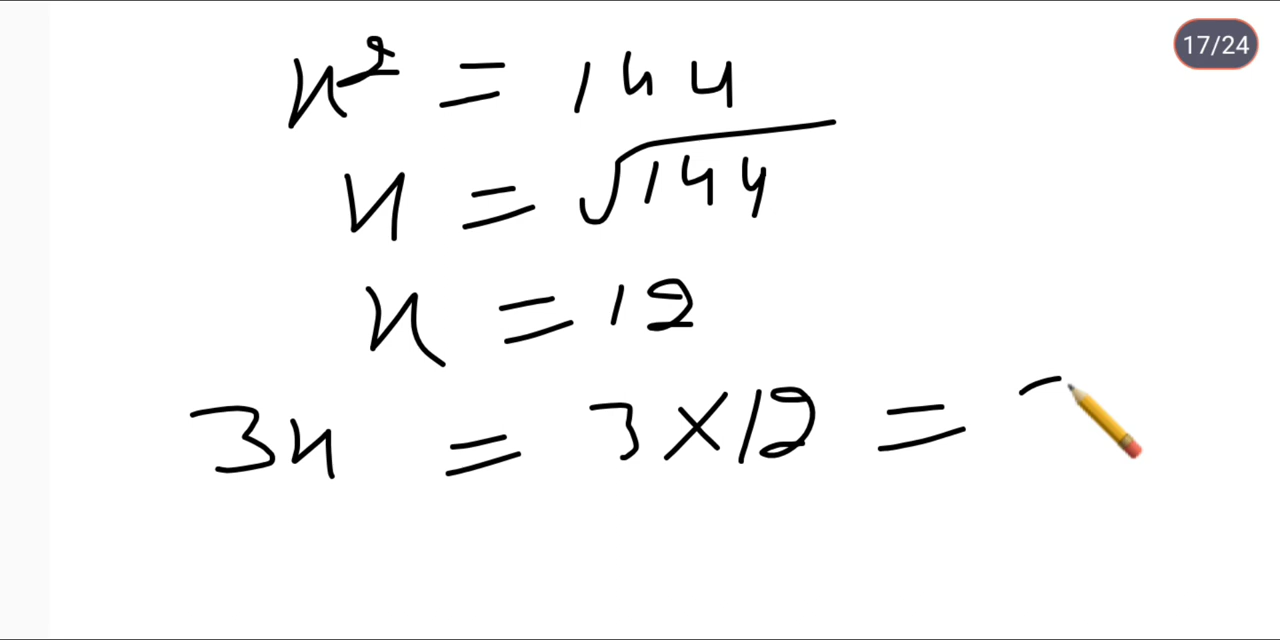 17/24
x² = 144
x = √144
x = 12
3x = 3 × 12 =